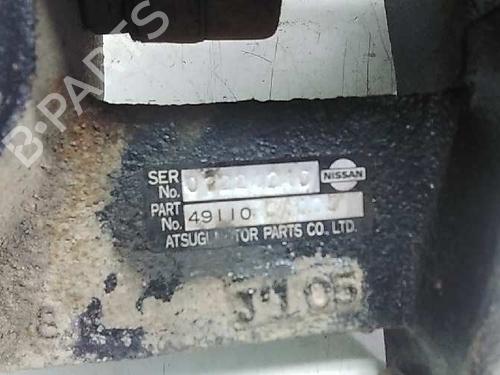 B-PARTS
SER
No.
NISSAN
PART
No. 49110
ATSUGI MOTOR PARTS CO., LTD.
J105
B